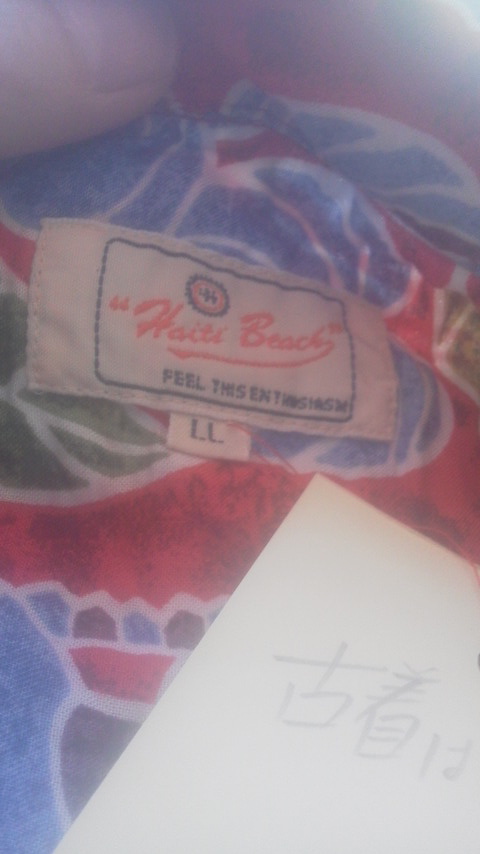 "Haiti Beach"
FEEL THIS ENTHUSIASM
LL
古着は